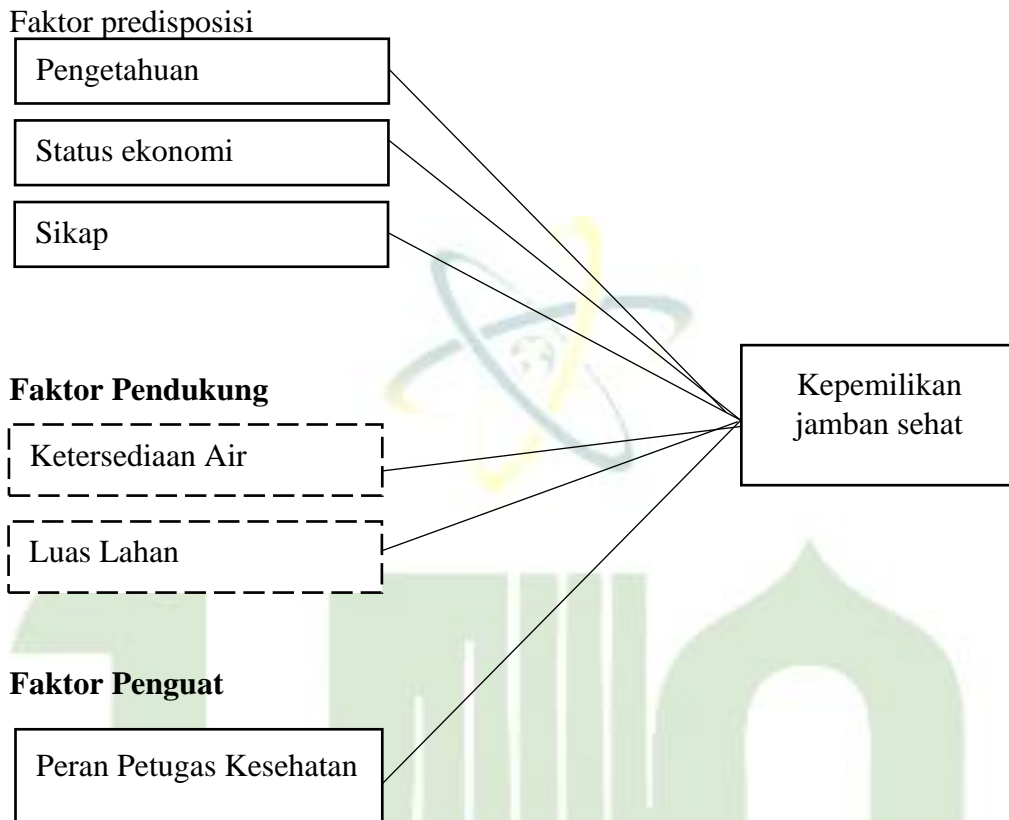 Faktor predisposisi
Pengetahuan
Status ekonomi
Sikap
Faktor Pendukung
Ketersediaan Air
Luas Lahan
Faktor Penguat
Peran Petugas Kesehatan
Kepemilikan
jamban sehat